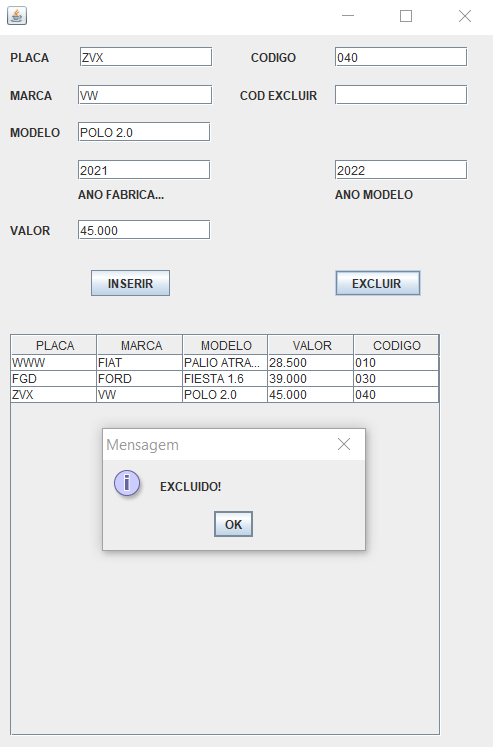 PLACA ZVX CODIGO 040
MARCA VW COD EXCLUIR
MODELO POLO 2.0
2021 2022
ANO FABRICA... ANO MODELO
VALOR 45.000
INSERIR EXCLUIR
PLACA MARCA MODELO VALOR CODIGO
WWW FIAT PALIO ATRA... 28.500 010
FGD FORD FIESTA 1.6 39.000 030
ZVX VW POLO 2.0 45.000 040
Mensagem
i EXCLUIDO!
OK